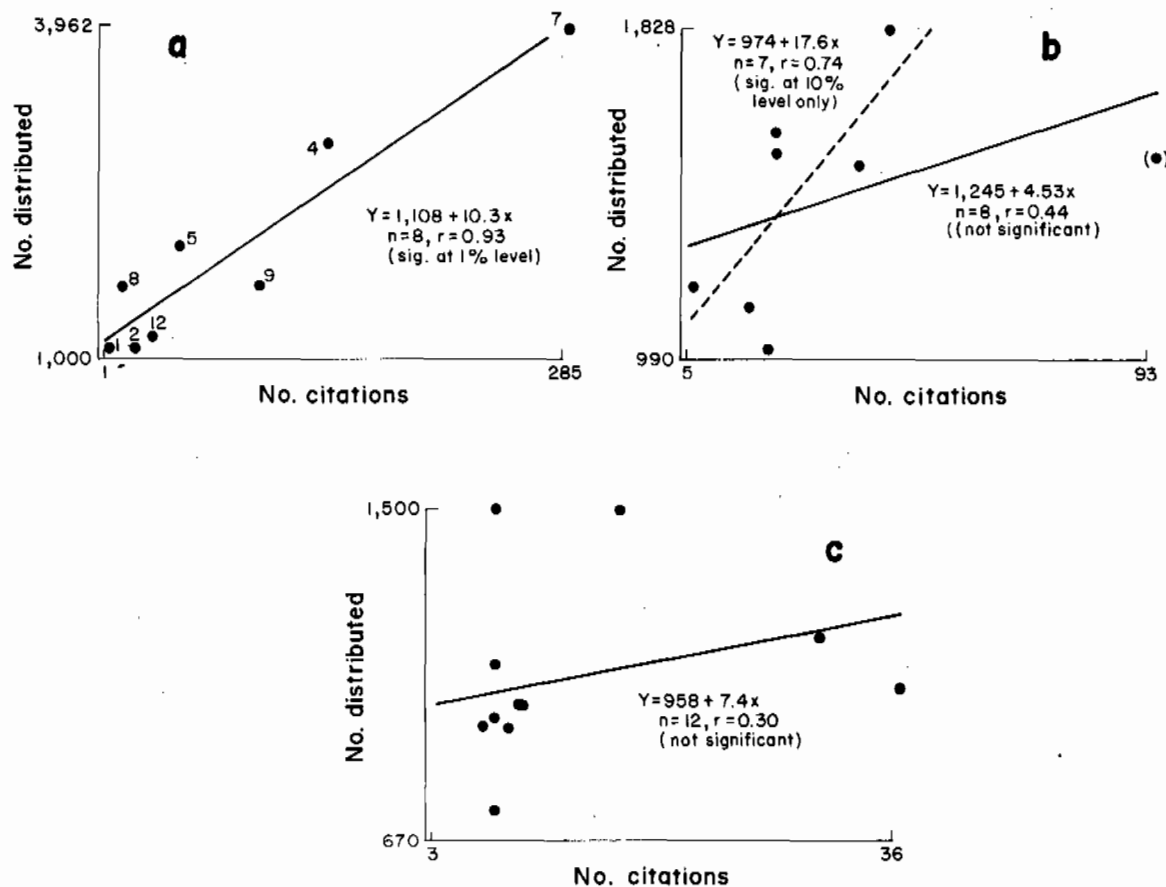 a
3,962
No. distributed
1,000
1
285
No. citations
7
4
5
8
9
12
1
2
Y=1,108+10.3x
n=8, r=0.93
(sig. at 1% level)
b
1,828
No. distributed
990
5
93
No. citations
Y=974+17.6x
n=7, r=0.74
(sig. at 10%
level only)
( )
Y=1,245+4.53x
n=8, r=0.44
((not significant)
c
1,500
No. distributed
670
3
36
No. citations
Y=958+7.4x
n=12, r=0.30
(not significant)